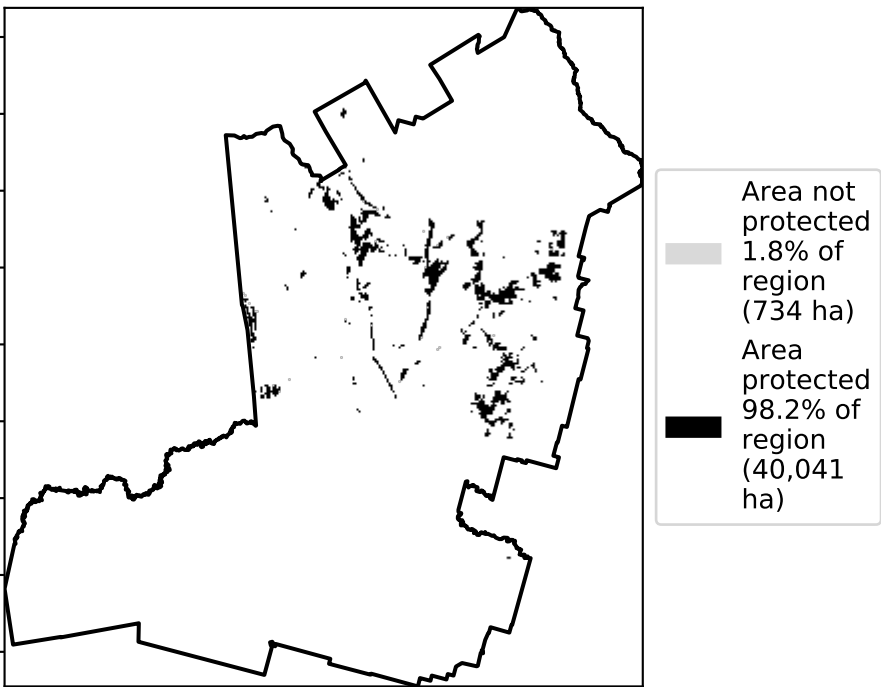 Area not
protected
1.8% of
region
(734 ha)
Area
protected
98.2% of
region
(40,041
ha)